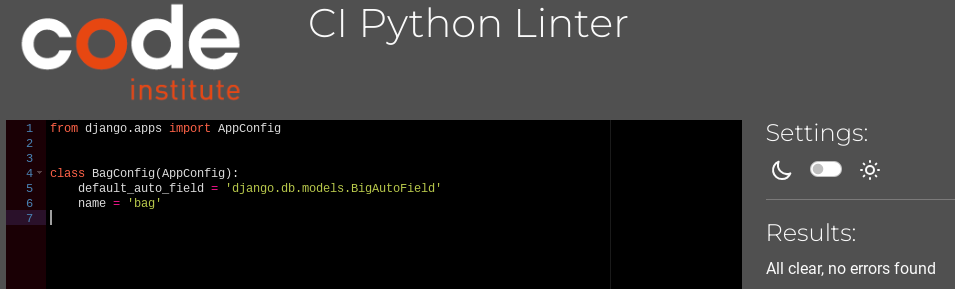 code
institute
CI Python Linter
1 from django.apps import AppConfig
2
3
4 class BagConfig(AppConfig):
5     default_auto_field = 'django.db.models.BigAutoField'
6     name = 'bag'
7
Settings:
Results:
All clear, no errors found